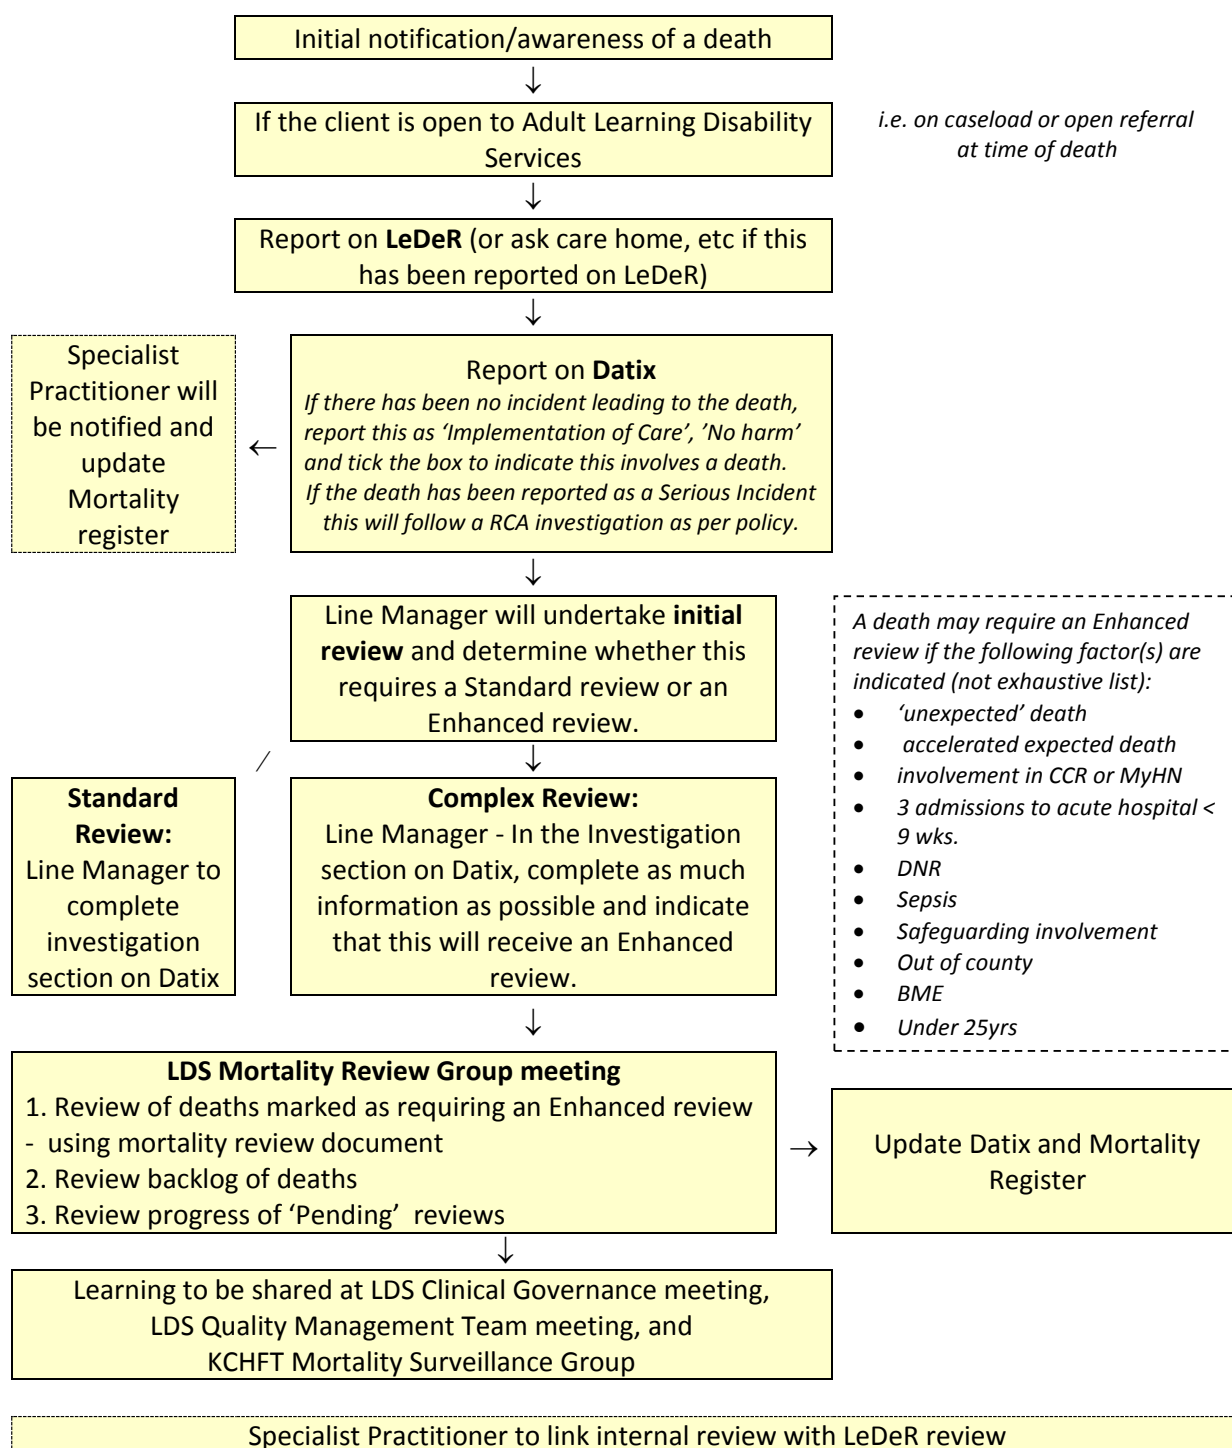 Initial notification/awareness of a death
↓
If the client is open to Adult Learning Disability
Services
i.e. on caseload or open referral
at time of death
↓
Report on LeDeR (or ask care home, etc if this
has been reported on LeDeR)
↓
Specialist
Practitioner will
be notified and
update
Mortality
register
←
Report on Datix
If there has been no incident leading to the death,
report this as ‘Implementation of Care’, ’No harm’
and tick the box to indicate this involves a death.
If the death has been reported as a Serious Incident
this will follow a RCA investigation as per policy.
↓
Line Manager will undertake initial
review and determine whether this
requires a Standard review or an
Enhanced review.
A death may require an Enhanced
review if the following factor(s) are
indicated (not exhaustive list):
• ‘unexpected’ death
• accelerated expected death
• involvement in CCR or MyHN
• 3 admissions to acute hospital <
9 wks.
• DNR
• Sepsis
• Safeguarding involvement
• Out of county
• BME
• Under 25yrs
/
↓
Standard
Review:
Line Manager to
complete
investigation
section on Datix
Complex Review:
Line Manager - In the Investigation
section on Datix, complete as much
information as possible and indicate
that this will receive an Enhanced
review.
↓
LDS Mortality Review Group meeting
1. Review of deaths marked as requiring an Enhanced review
- using mortality review document
2. Review backlog of deaths
3. Review progress of ‘Pending’ reviews
→
Update Datix and Mortality
Register
↓
Learning to be shared at LDS Clinical Governance meeting,
LDS Quality Management Team meeting, and
KCHFT Mortality Surveillance Group
Specialist Practitioner to link internal review with LeDeR review